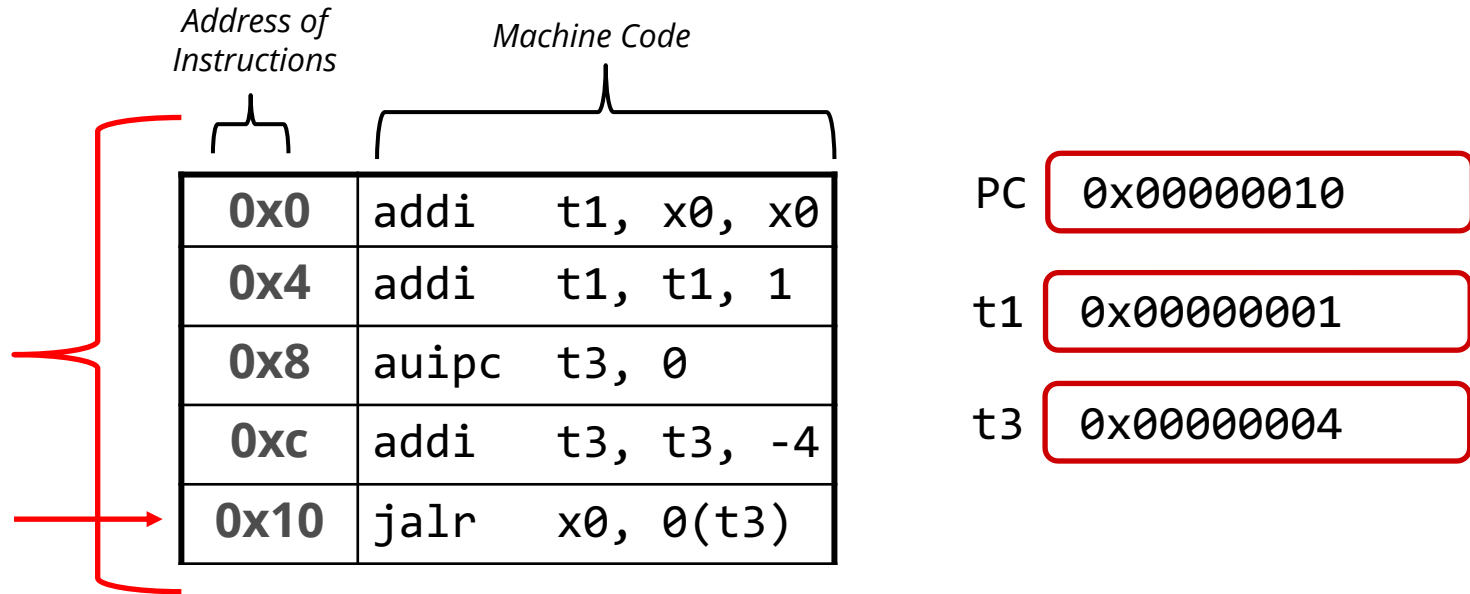 Address of
Instructions
Machine Code
0x0 addi t1, x0, x0
0x4 addi t1, t1, 1
0x8 auipc t3, 0
0xc addi t3, t3, -4
0x10 jalr x0, 0(t3)
PC 0x00000010
t1 0x00000001
t3 0x00000004